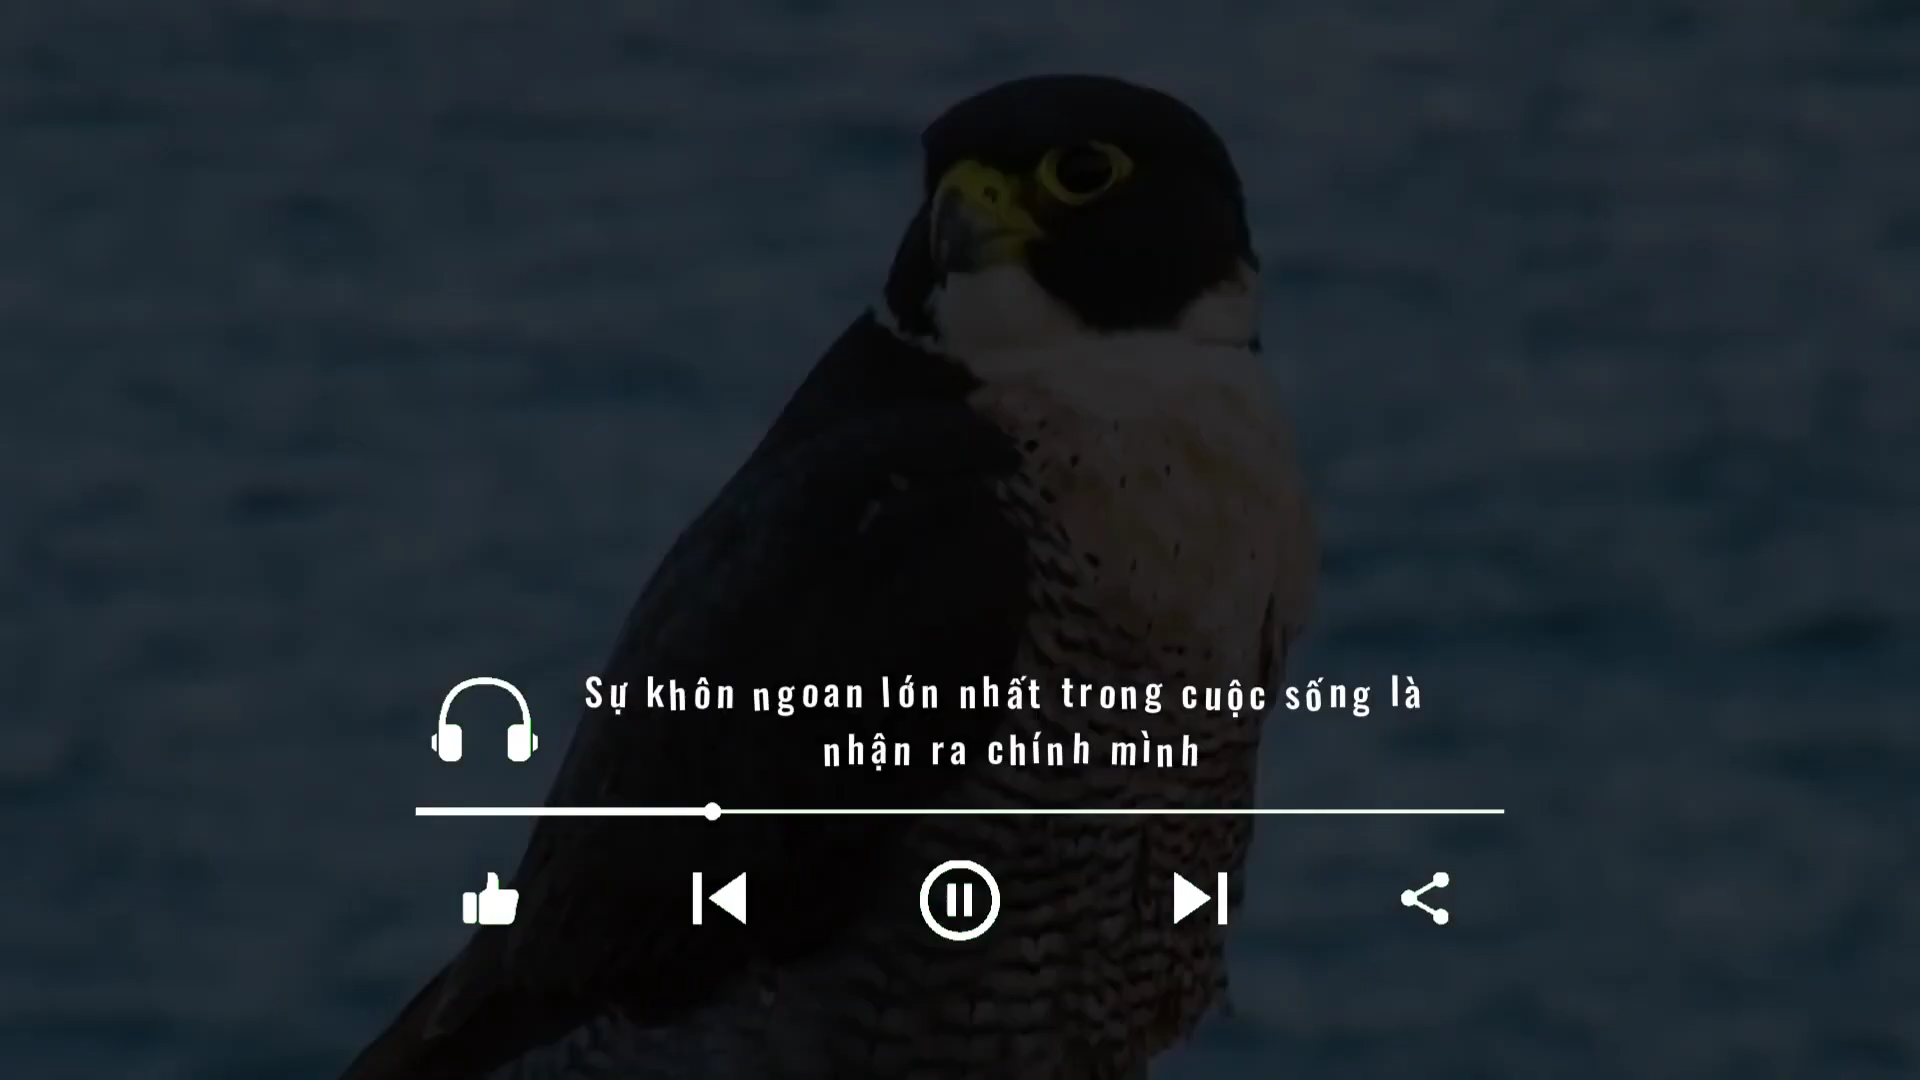 Sự khôn ngoan lớn nhất trong cuộc sống là
nhận ra chính mình